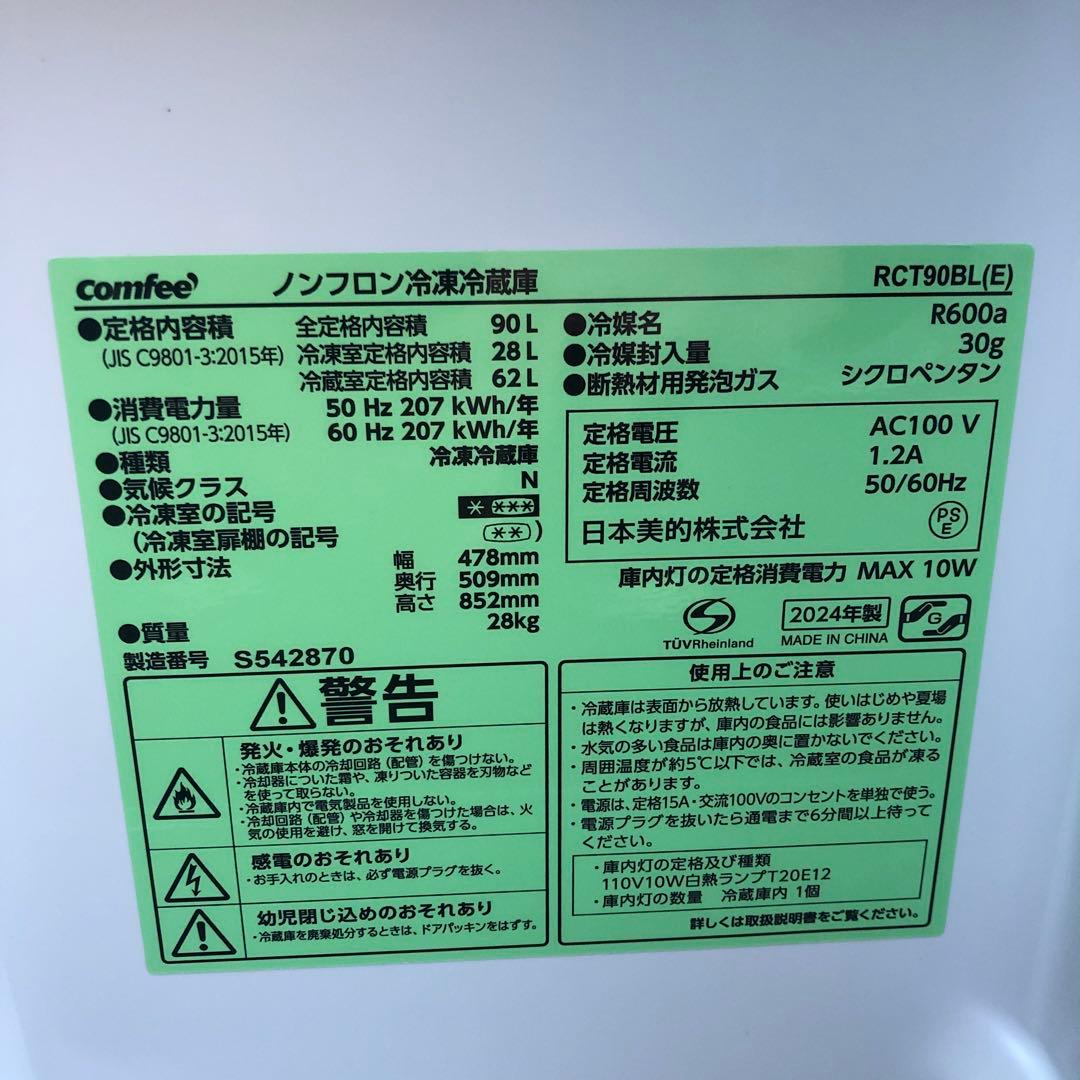 comfee' ノンフロン冷凍冷蔵庫 RCT90BL(E)
●定格内容積 全定格内容積 90 L
(JIS C9801-3:2015年) 冷凍室定格内容積 28 L
冷蔵室定格内容積 62 L
●消費電力量 50 Hz 207 kWh/年
(JIS C9801-3:2015年) 60 Hz 207 kWh/年
●種類 冷凍冷蔵庫
●気候クラス N
●冷凍室の記号 * ***
(冷凍室扉棚の記号 **)
●外形寸法 幅 478mm
奥行 509mm
高さ 852mm
●質量 28kg
製造番号 S542870
●冷媒名 R600a
●冷媒封入量 30g
●断熱材用発泡ガス シクロペンタン
定格電圧 AC100 V
定格電流 1.2A
定格周波数 50/60Hz
日本美的株式会社 PSE
庫内灯の定格消費電力 MAX 10W
TÜVRheinland
2024年製
MADE IN CHINA
G
警告
発火・爆発のおそれあり
・冷蔵庫本体の冷却回路（配管）を傷つけない。
・冷却器についた霜や、凍りついた容器を刃物など
を使って取らない。
・冷蔵庫内で電気製品を使用しない。
・冷却回路（配管）や冷却器を傷つけた場合は、火
気の使用を避け、窓を開けて換気する。
感電のおそれあり
・お手入れのときは、必ず電源プラグを抜く。
幼児閉じ込めのおそれあり
・冷蔵庫を廃棄処分するときは、ドアパッキンをはずす。
使用上のご注意
・冷蔵庫は表面から放熱しています。使いはじめや夏場
は熱くなりますが、庫内の食品には影響ありません。
・水気の多い食品は庫内の奥に置かないでください。
・周囲温度が約5℃以下では、冷蔵室の食品が凍る
ことがあります。
・電源は、定格15A・交流100Vのコンセントを単独で使う。
・電源プラグを抜いたら通電まで6分間以上待って
ください。
・庫内灯の定格及び種類
110V10W白熱ランプT20E12
・庫内灯の数量 冷蔵庫内 1個
詳しくは取扱説明書をご覧ください。